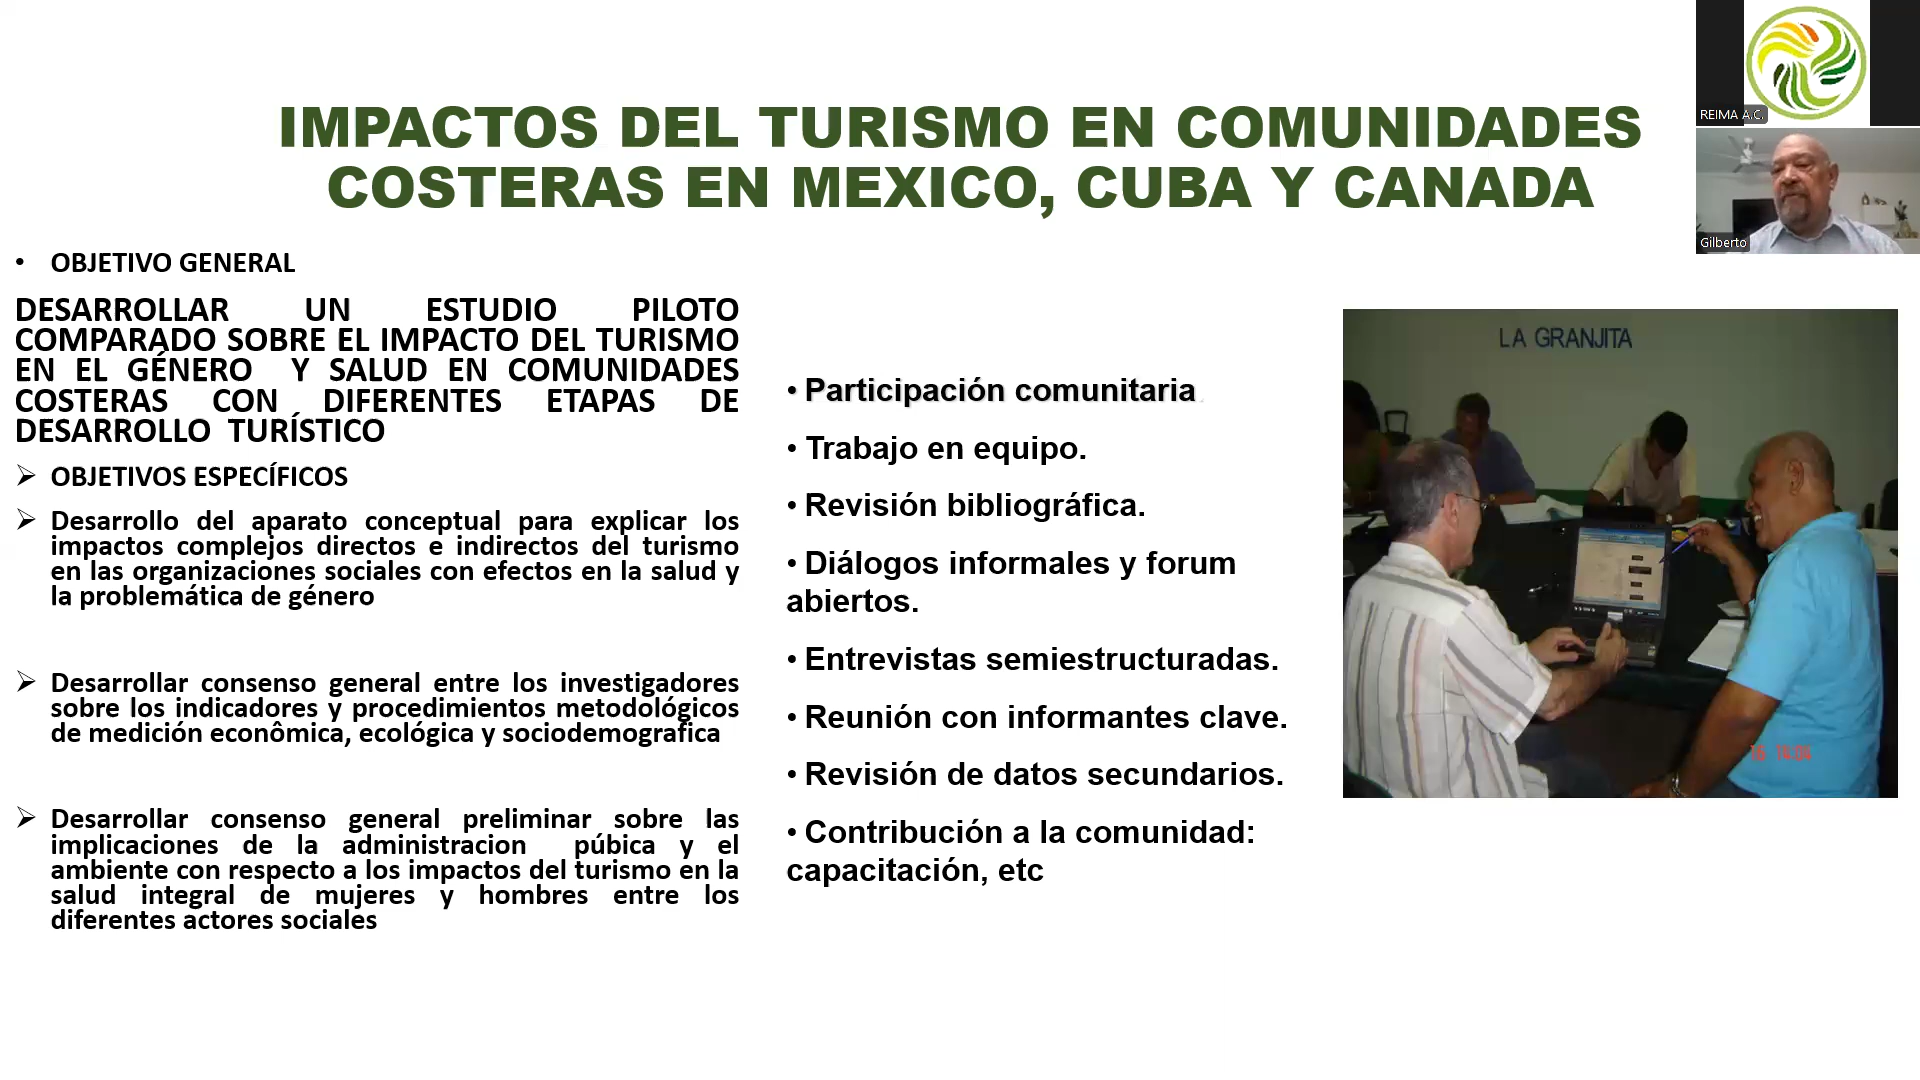 IMPACTOS DEL TURISMO EN COMUNIDADES
COSTERAS EN MEXICO, CUBA Y CANADA
REIMA A.C.
Gilberto
• OBJETIVO GENERAL
DESARROLLAR UN ESTUDIO PILOTO
COMPARADO SOBRE EL IMPACTO DEL TURISMO
EN EL GÉNERO Y SALUD EN COMUNIDADES
COSTERAS CON DIFERENTES ETAPAS DE
DESARROLLO TURÍSTICO
➢ OBJETIVOS ESPECÍFICOS
➢ Desarrollo del aparato conceptual para explicar los
impactos complejos directos e indirectos del turismo
en las organizaciones sociales con efectos en la salud y
la problemática de género
➢ Desarrollar consenso general entre los investigadores
sobre los indicadores y procedimientos metodológicos
de medición econômica, ecológica y sociodemografica
➢ Desarrollar consenso general preliminar sobre las
implicaciones de la administracion púbica y el
ambiente con respecto a los impactos del turismo en la
salud integral de mujeres y hombres entre los
diferentes actores sociales
• Participación comunitaria
• Trabajo en equipo.
• Revisión bibliográfica.
• Diálogos informales y forum
abiertos.
• Entrevistas semiestructuradas.
• Reunión con informantes clave.
• Revisión de datos secundarios.
• Contribución a la comunidad:
capacitación, etc
LA GRANJITA
16 14:04